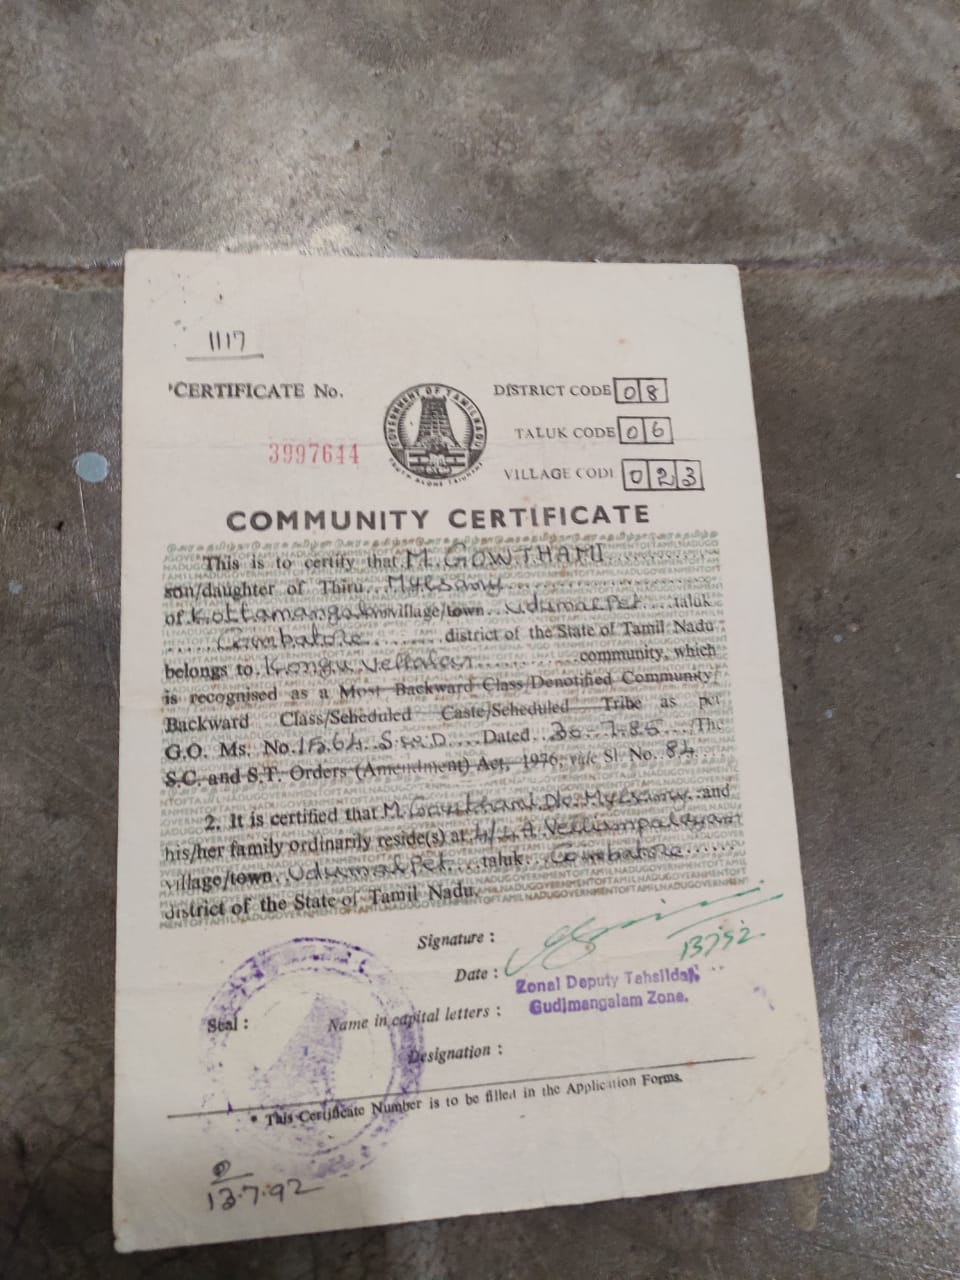 1117
*CERTIFICATE No.
3997644
GOVERNMENT OF TAMILNADU
DISTRICT CODE 08
TALUK CODE 06
VILLAGE CODE 023
COMMUNITY CERTIFICATE
This is to certify that M. GOWTHAMI
son/daughter of Thiru. Mylsamy
of Kottamangalam village/town Udumalpet taluk
Coimbatore district of the State of Tamil Nadu
belongs to Kongu Vellalar community, which
is recognised as a Most Backward Class/Denotified Community/
Backward Class/Scheduled Caste/Scheduled Tribe as per
G.O. Ms. No. 1564 S.W.D. Dated 30.7.85 The
S.C. and S.T. Orders (Amendment) Act, 1976, vide Sl. No. 84.
2. It is certified that M. Gowthami D/o. Mylsamy and
his/her family ordinarily reside(s) at 4/4A Velliampalayam
village/town Udumalpet taluk Coimbatore
district of the State of Tamil Nadu.
Signature :
13792
Date :
Zonal Deputy Tahsildar,
Gudimangalam Zone.
Seal :
Name in capital letters :
Designation :
* This Certificate Number is to be filled in the Application Forms.
13.7.92